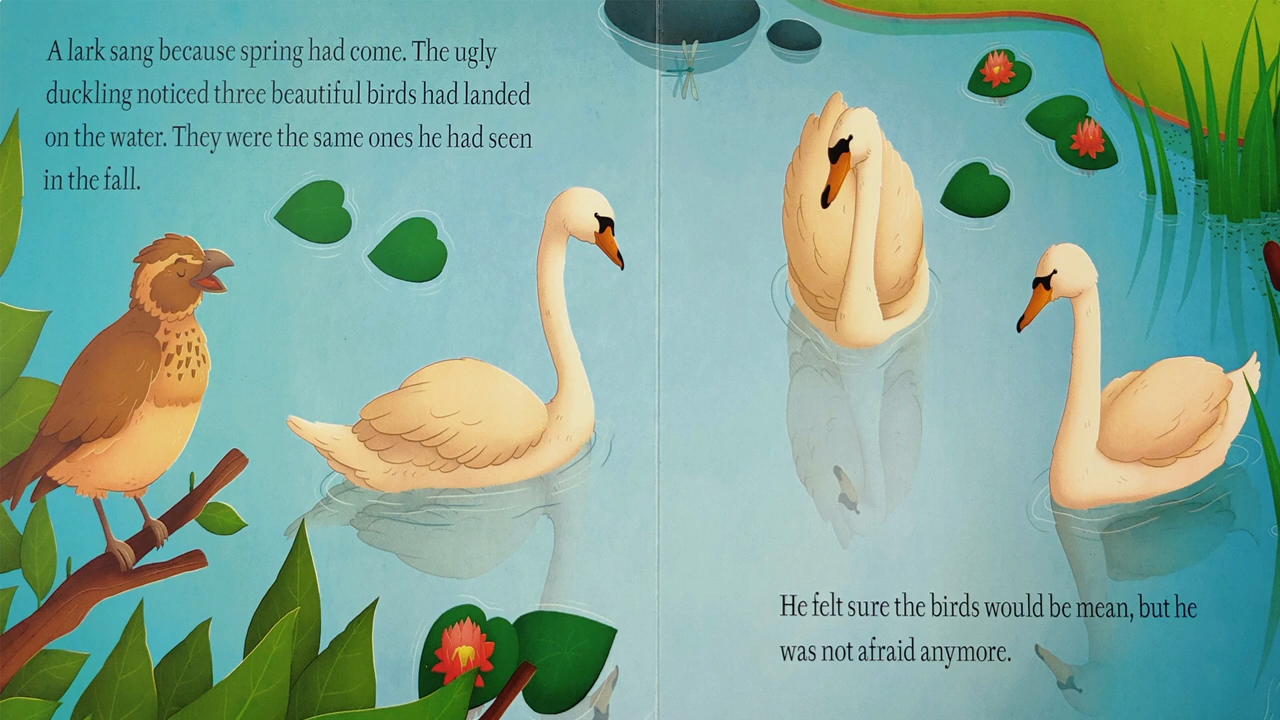 A lark sang because spring had come. The ugly
duckling noticed three beautiful birds had landed
on the water. They were the same ones he had seen
in the fall.
He felt sure the birds would be mean, but he
was not afraid anymore.